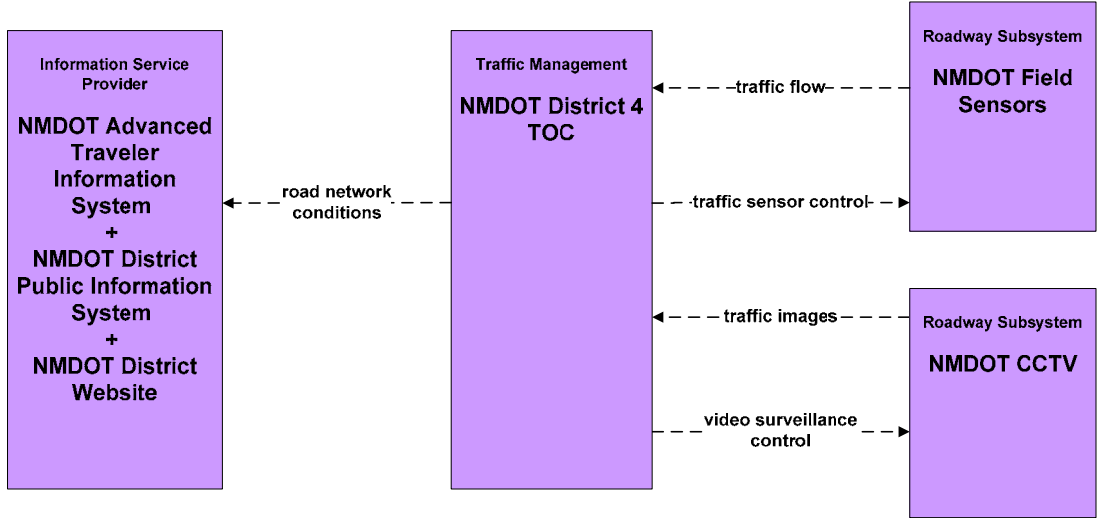 Information Service
Provider
NMDOT Advanced
Traveler
Information
System
+
NMDOT District
Public Information
System
+
NMDOT District
Website
road network
conditions
Traffic Management
NMDOT District 4
TOC
traffic flow
traffic sensor control
traffic images
video surveillance
control
Roadway Subsystem
NMDOT Field
Sensors
Roadway Subsystem
NMDOT CCTV